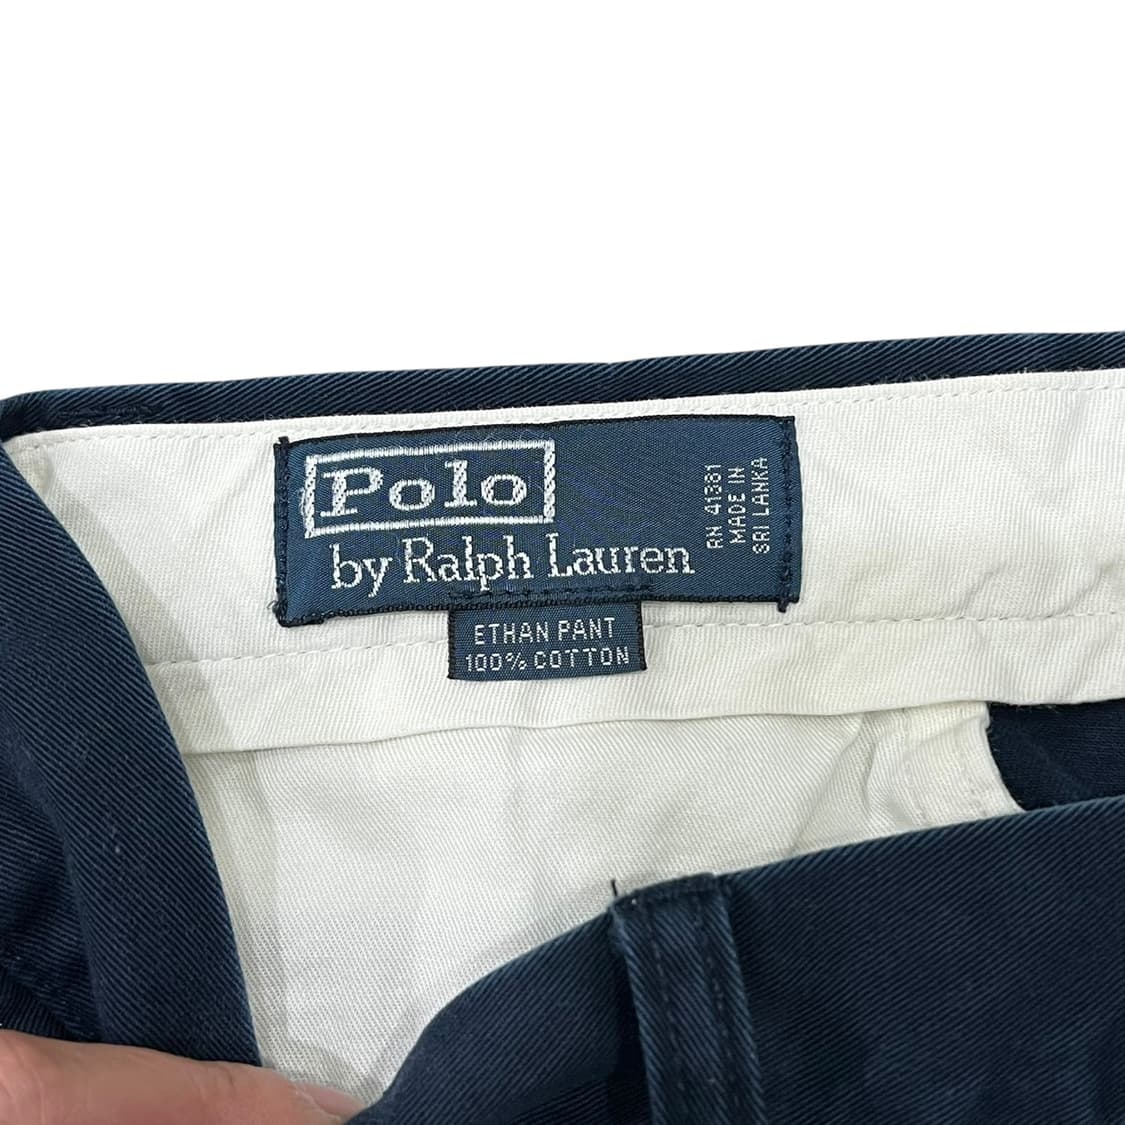 Polo
by Ralph Lauren
RN 41381
MADE IN
SRI LANKA
ETHAN PANT
100% COTTON